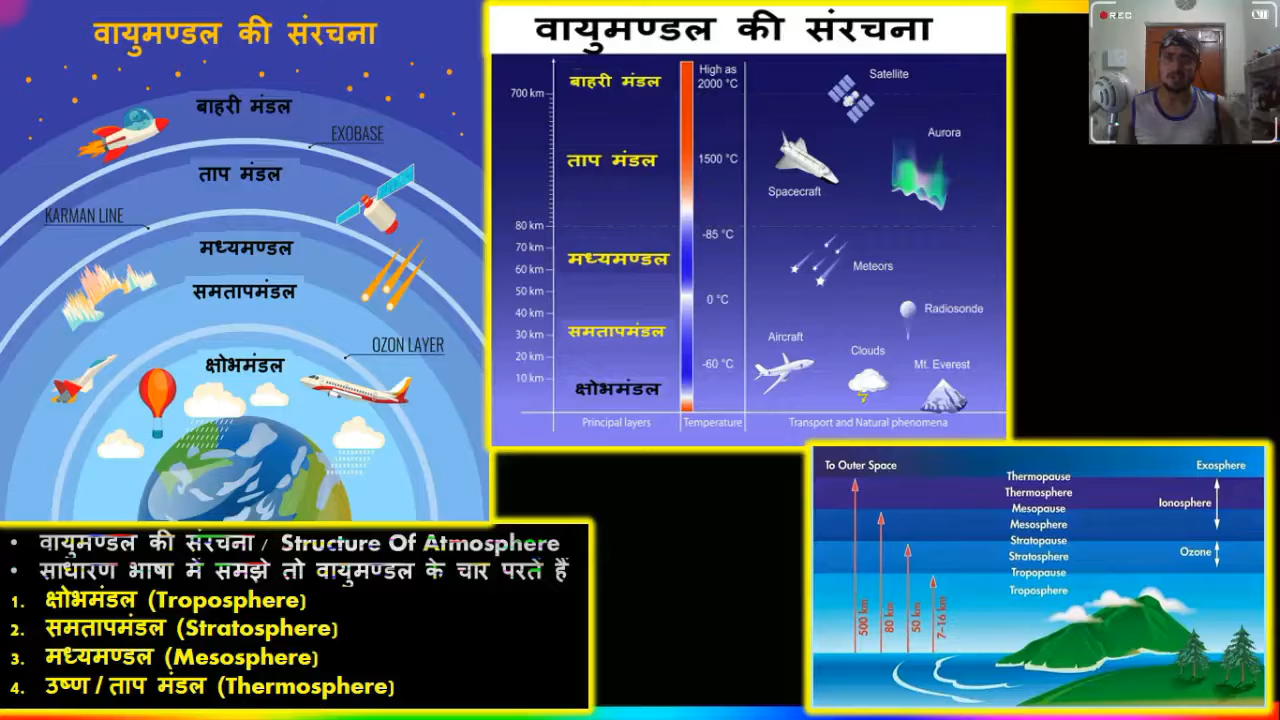 वायुमण्डल की संरचना
बाहरी मंडल
EXOBASE
ताप मंडल
KARMAN LINE
मध्यमण्डल
समतापमंडल
OZON LAYER
क्षोभमंडल
वायुमण्डल की संरचना
बाहरी मंडल
High as
2000 °C
Satellite
700 km
Aurora
ताप मंडल
1500 °C
Spacecraft
80 km
-85 °C
70 km
मध्यमण्डल
60 km
Meteors
50 km
0 °C
40 km
Radiosonde
30 km
समतापमंडल
Aircraft
20 km
-60 °C
Clouds
Mt. Everest
10 km
क्षोभमंडल
Principal layers
Temperature
Transport and Natural phenomena
REC
• वायुमण्डल की संरचना / Structure Of Atmosphere
• साधारण भाषा में समझे तो वायुमण्डल के चार परते हैं
1. क्षोभमंडल (Troposphere)
2. समतापमंडल (Stratosphere)
3. मध्यमण्डल (Mesosphere)
4. उष्ण / ताप मंडल (Thermosphere)
To Outer Space
Exosphere
Thermopause
Thermosphere
Ionosphere
Mesopause
Mesosphere
Stratopause
Ozone
Stratosphere
Tropopause
Troposphere
500 km
80 km
50 km
7-16 km